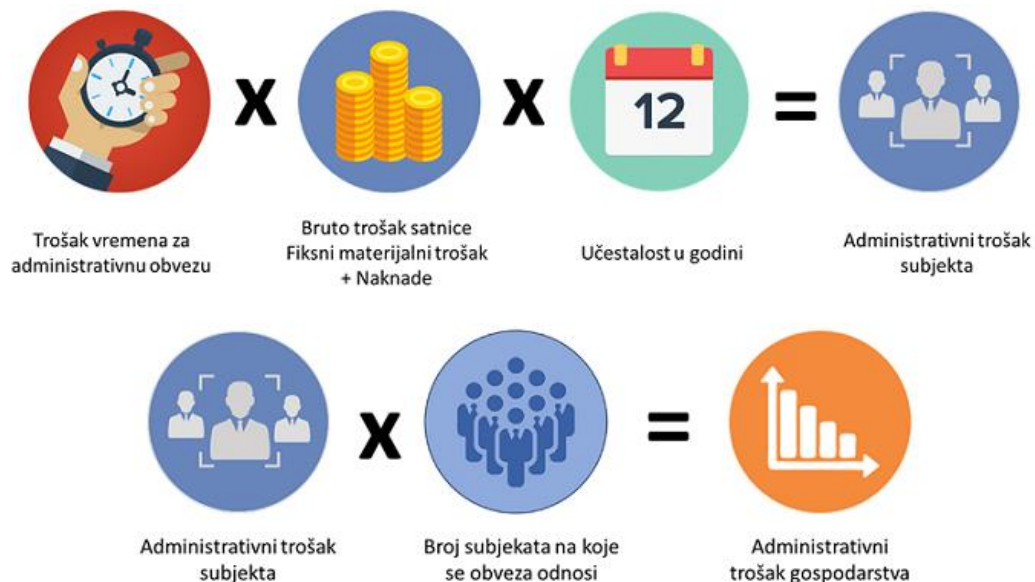 X
X
12
=
Trošak vremena za
administrativnu obvezu
Bruto trošak satnice
Fiksni materijalni trošak
+ Naknade
Učestalost u godini
Administrativni trošak
subjekta
X
=
Administrativni trošak
subjekta
Broj subjekata na koje
se obveza odnosi
Administrativni
trošak gospodarstva